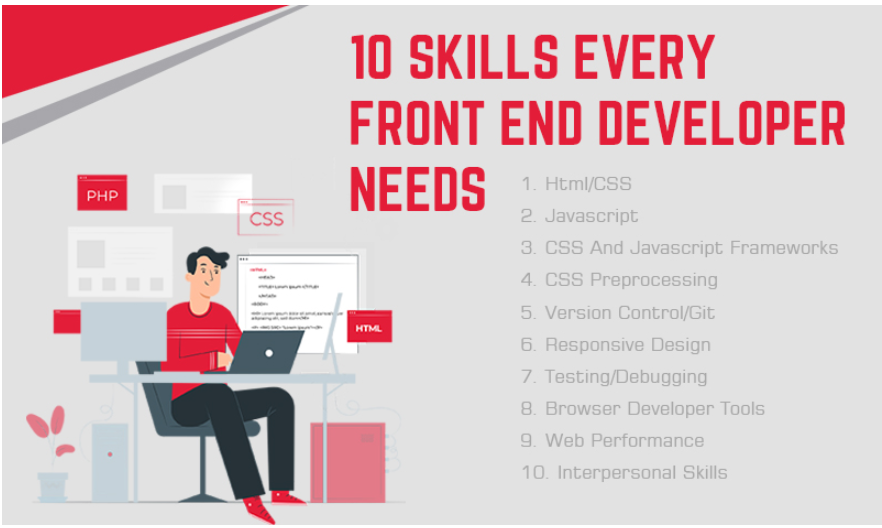 10 SKILLS EVERY
FRONT END DEVELOPER
NEEDS
1. Html/CSS
2. Javascript
3. CSS And Javascript Frameworks
4. CSS Preprocessing
5. Version Control/Git
6. Responsive Design
7. Testing/Debugging
8. Browser Developer Tools
9. Web Performance
10. Interpersonal Skills
PHP
CSS
HTML